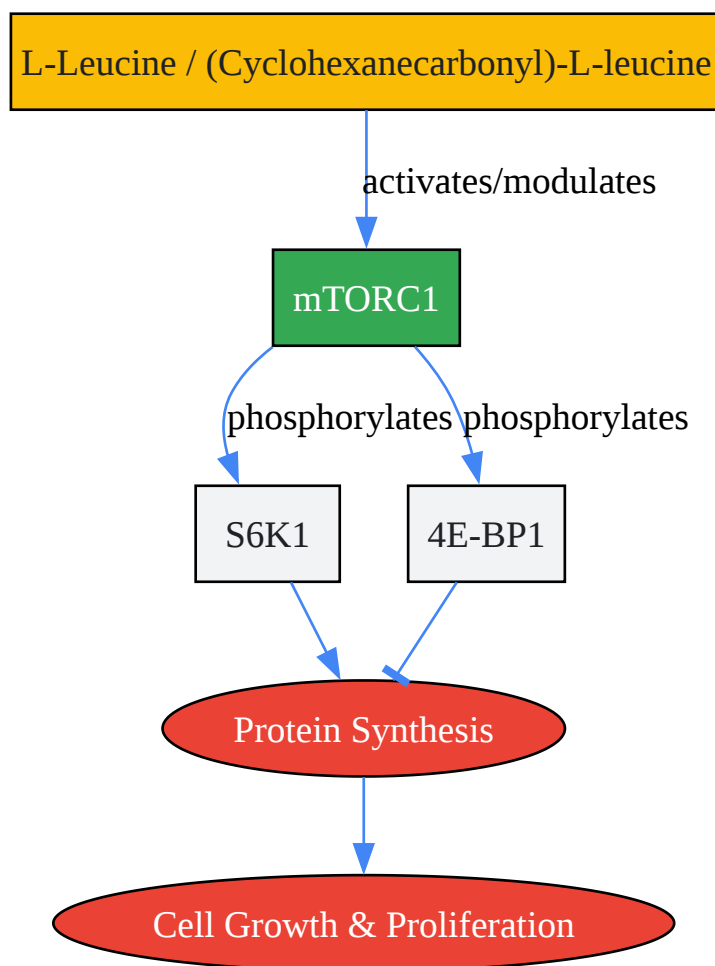 L-Leucine / (Cyclohexanecarbonyl)-L-leucine
activates/modulates
mTORC1
phosphorylates
phosphorylates
S6K1
4E-BP1
Protein Synthesis
Cell Growth & Proliferation